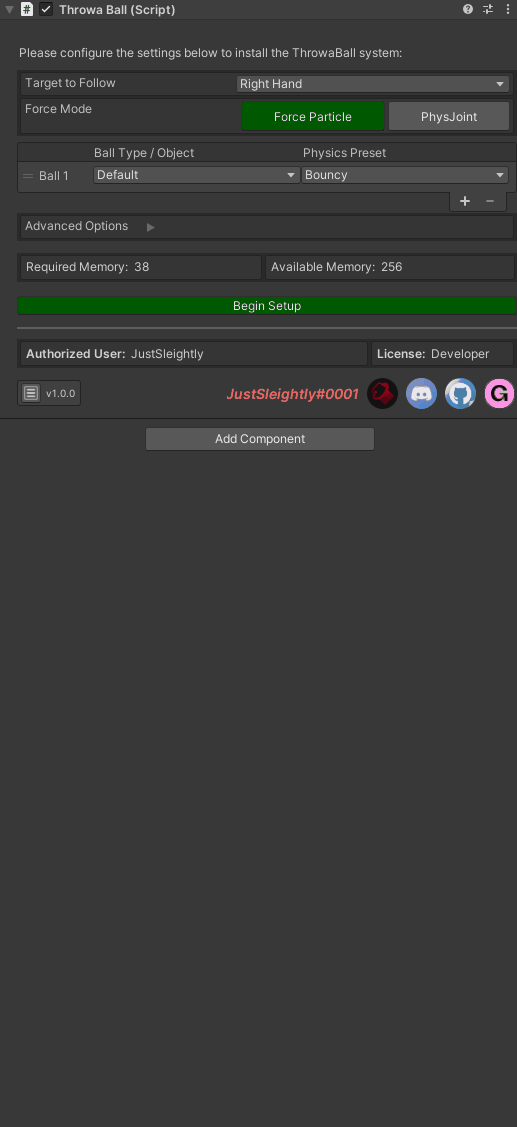 # Throwa Ball (Script)
Please configure the settings below to install the ThrowaBall system:
Target to Follow Right Hand
Force Mode Force Particle PhysJoint
Ball Type / Object Physics Preset
Ball 1 Default Bouncy
+ −
Advanced Options
Required Memory: 38 Available Memory: 256
Begin Setup
Authorized User: JustSleightly License: Developer
v1.0.0 JustSleightly#0001 G
Add Component